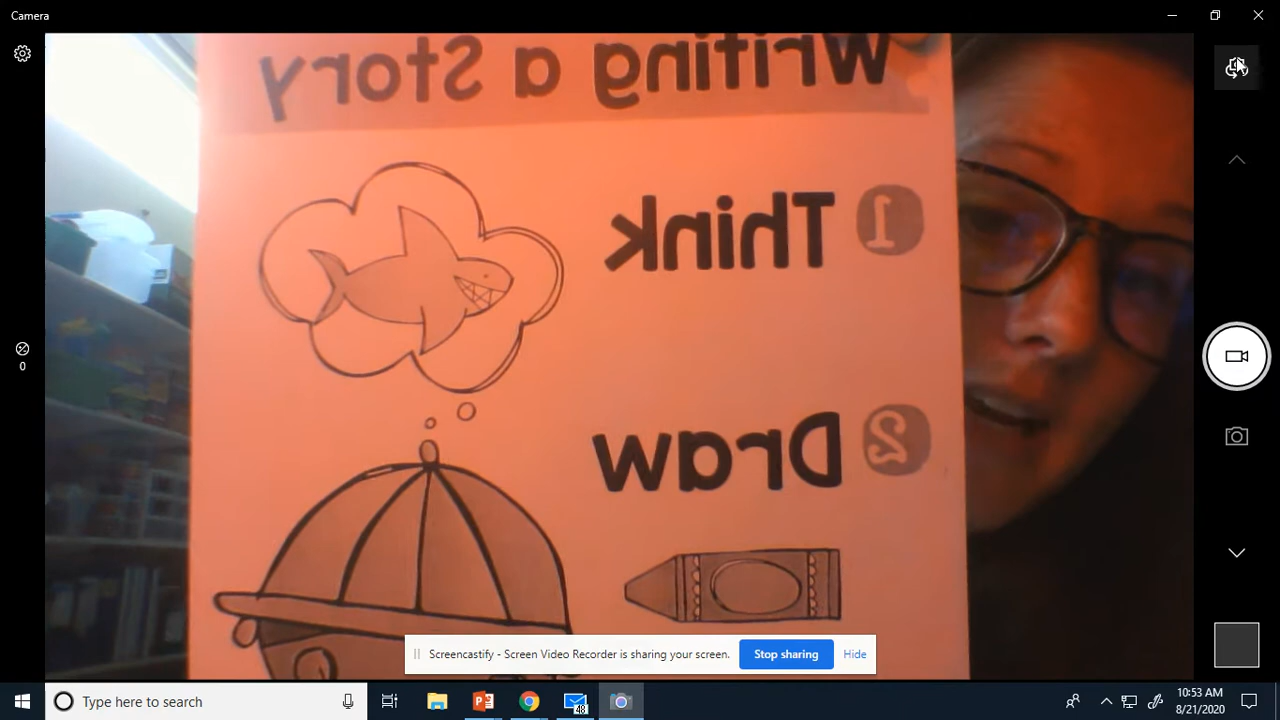 Camera
Writing a Story
1 Think
2 Draw
0
Screencastify - Screen Video Recorder is sharing your screen.
Stop sharing
Hide
Type here to search
48
10:53 AM
8/21/2020